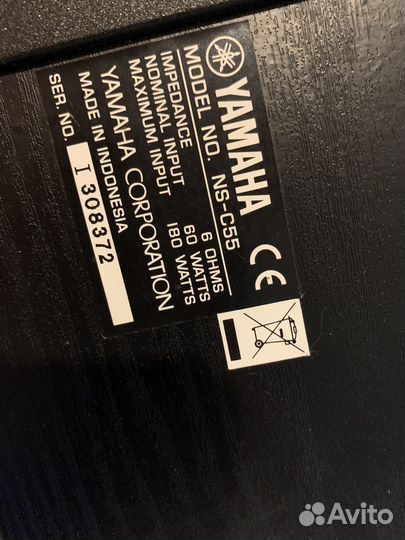 YAMAHA
MODEL NO. NS-C55
IMPEDANCE 6 OHMS
NOMINAL INPUT 60 WATTS
MAXIMUM INPUT 180 WATTS
YAMAHA CORPORATION
MADE IN INDONESIA
SER. NO. I 308372
CE
Avito